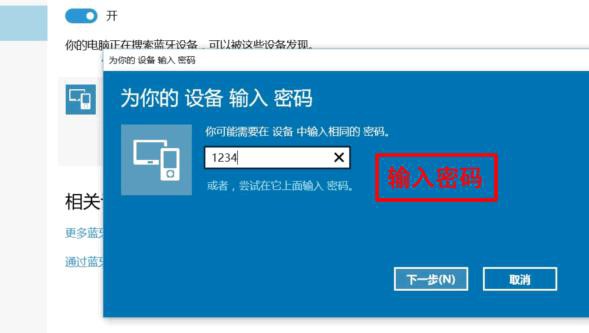 开
你的电脑正在搜索蓝牙设备，可以被这些设备发现。
为你的 设备 输入 密码
为你的 设备 输入 密码
你可能需要在 设备 中输入相同的 密码。
1234
或者，尝试在它上面输入 密码。
输入密码
相关
更多蓝牙
通过蓝牙
下一步(N)
取消